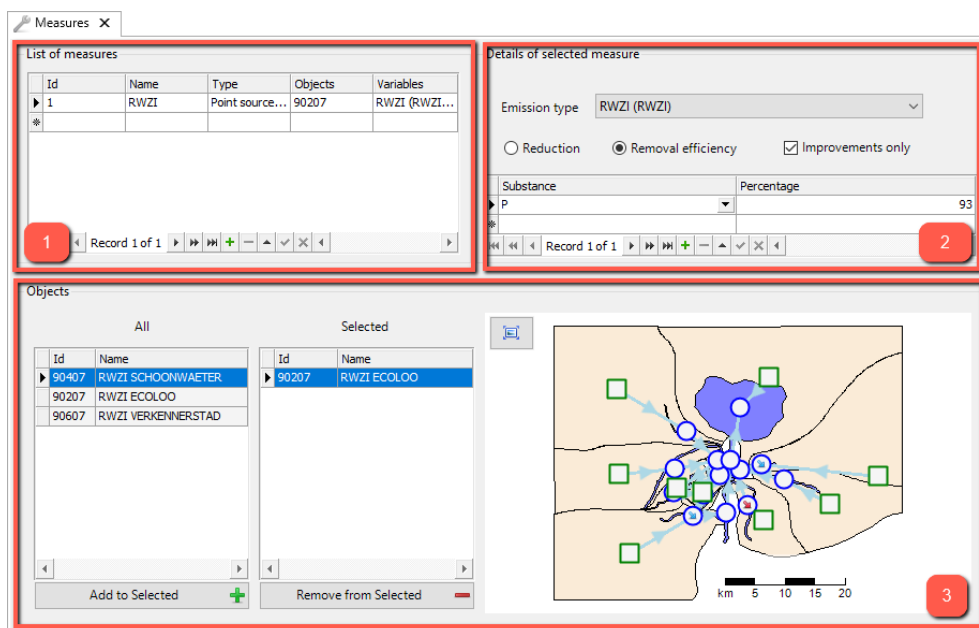 Measures X
List of measures
Id Name Type Objects Variables
1 RWZI Point source... 90207 RWZI (RWZI...
Record 1 of 1
1
Details of selected measure
Emission type RWZI (RWZI)
Reduction Removal efficiency Improvements only
Substance Percentage
P 93
Record 1 of 1
2
Objects
All
Id Name
90407 RWZI SCHOONWAETER
90207 RWZI ECOLOO
90607 RWZI VERKENNERSTAD
Add to Selected
Selected
Id Name
90207 RWZI ECOLOO
Remove from Selected
km 5 10 15 20
3